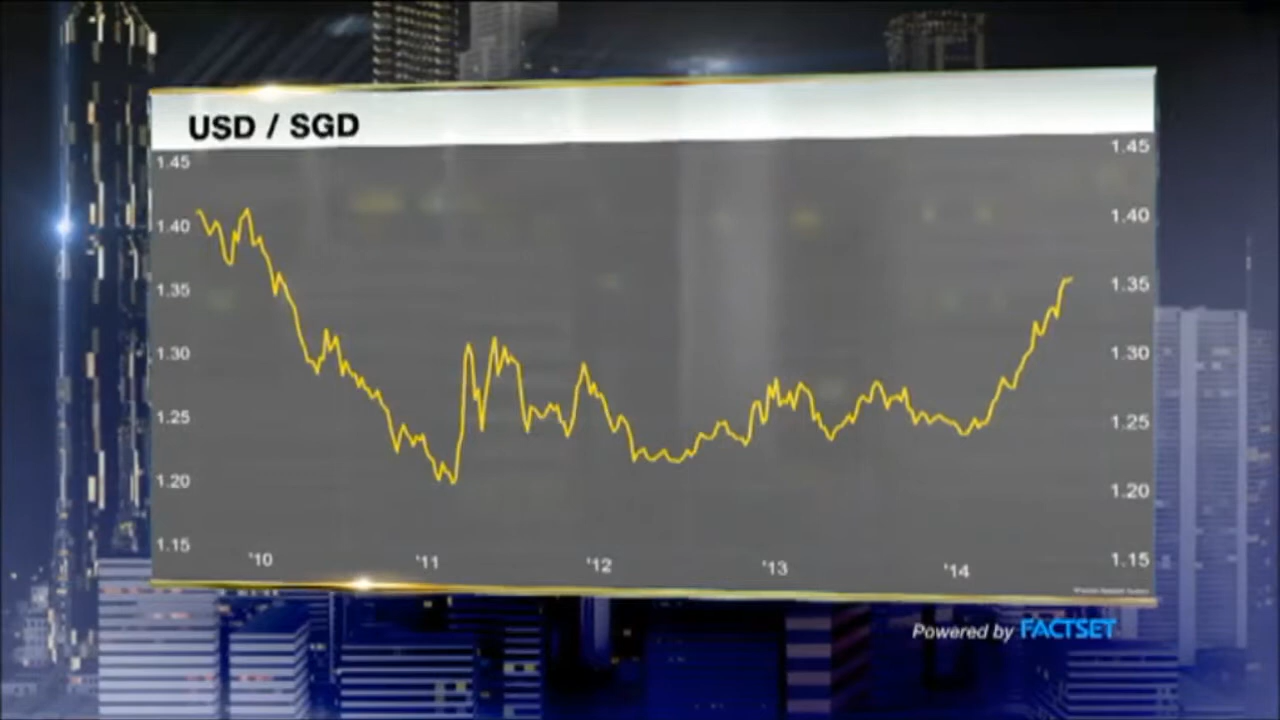 USD / SGD
1.45 1.45
1.40 1.40
1.35 1.35
1.30 1.30
1.25 1.25
1.20 1.20
1.15 1.15
'10 '11 '12 '13 '14
Powered by FACTSET